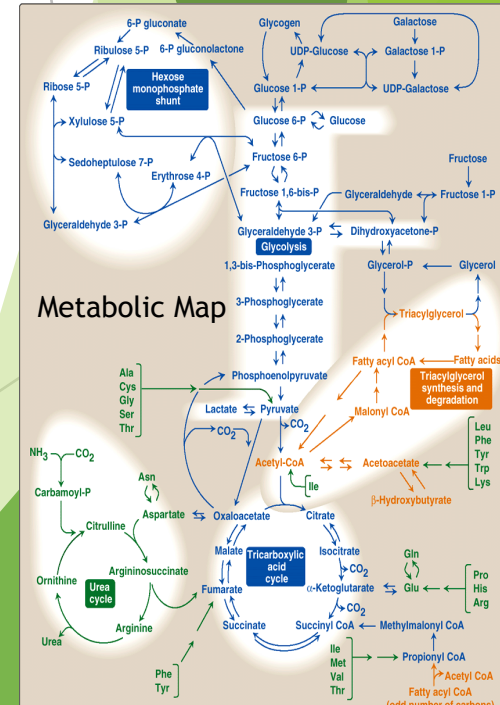 6-P gluconate
Ribulose 5-P
6-P gluconolactone
Ribose 5-P
Hexose
monophosphate
shunt
Xylulose 5-P
Sedoheptulose 7-P
Erythrose 4-P
Glyceraldehyde 3-P
Glycogen
Galactose
UDP-Glucose
Galactose 1-P
Glucose 1-P
UDP-Galactose
Glucose 6-P
Glucose
Fructose 6-P
Fructose
Fructose 1,6-bis-P
Glyceraldehyde
Fructose 1-P
Glyceraldehyde 3-P
Dihydroxyacetone-P
Glycolysis
1,3-bis-Phosphoglycerate
Glycerol-P
Glycerol
3-Phosphoglycerate
Metabolic Map
Triacylglycerol
2-Phosphoglycerate
Fatty acyl CoA
Fatty acids
Phosphoenolpyruvate
Triacylglycerol
synthesis and
degradation
Ala
Cys
Gly
Ser
Thr
Lactate
Pyruvate
Malonyl CoA
CO2
CO2
Leu
Phe
Tyr
Trp
Lys
Acetyl-CoA
Acetoacetate
Ile
β-Hydroxybutyrate
NH3
CO2
Carbamoyl-P
Asn
Aspartate
Citrulline
Argininosuccinate
Ornithine
Urea
cycle
Arginine
Urea
Oxaloacetate
Citrate
Malate
Tricarboxylic
acid
cycle
Isocitrate
CO2
Fumarate
α-Ketoglutarate
CO2
Succinate
Succinyl CoA
Gln
Glu
Pro
His
Arg
Methylmalonyl CoA
Phe
Tyr
Ile
Met
Val
Thr
Propionyl CoA
Acetyl CoA
Fatty acyl CoA
(odd number of carbons)